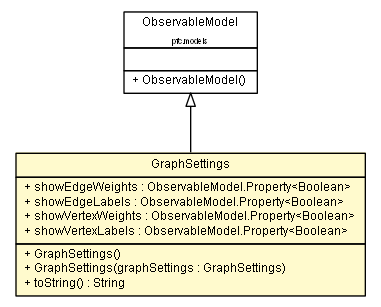 ObservableModel
pfc.models
+ ObservableModel()
GraphSettings
+ showEdgeWeights : ObservableModel.Property<Boolean>
+ showEdgeLabels : ObservableModel.Property<Boolean>
+ showVertexWeights : ObservableModel.Property<Boolean>
+ showVertexLabels : ObservableModel.Property<Boolean>
+ GraphSettings()
+ GraphSettings(graphSettings : GraphSettings)
+ toString() : String